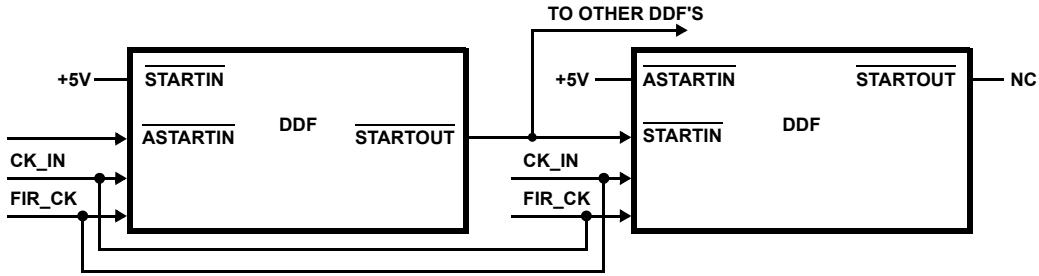 TO OTHER DDF'S
+5V
STARTIN
DDF
ASTARTIN
STARTOUT
CK_IN
FIR_CK
+5V
ASTARTIN
STARTOUT
NC
DDF
STARTIN
CK_IN
FIR_CK